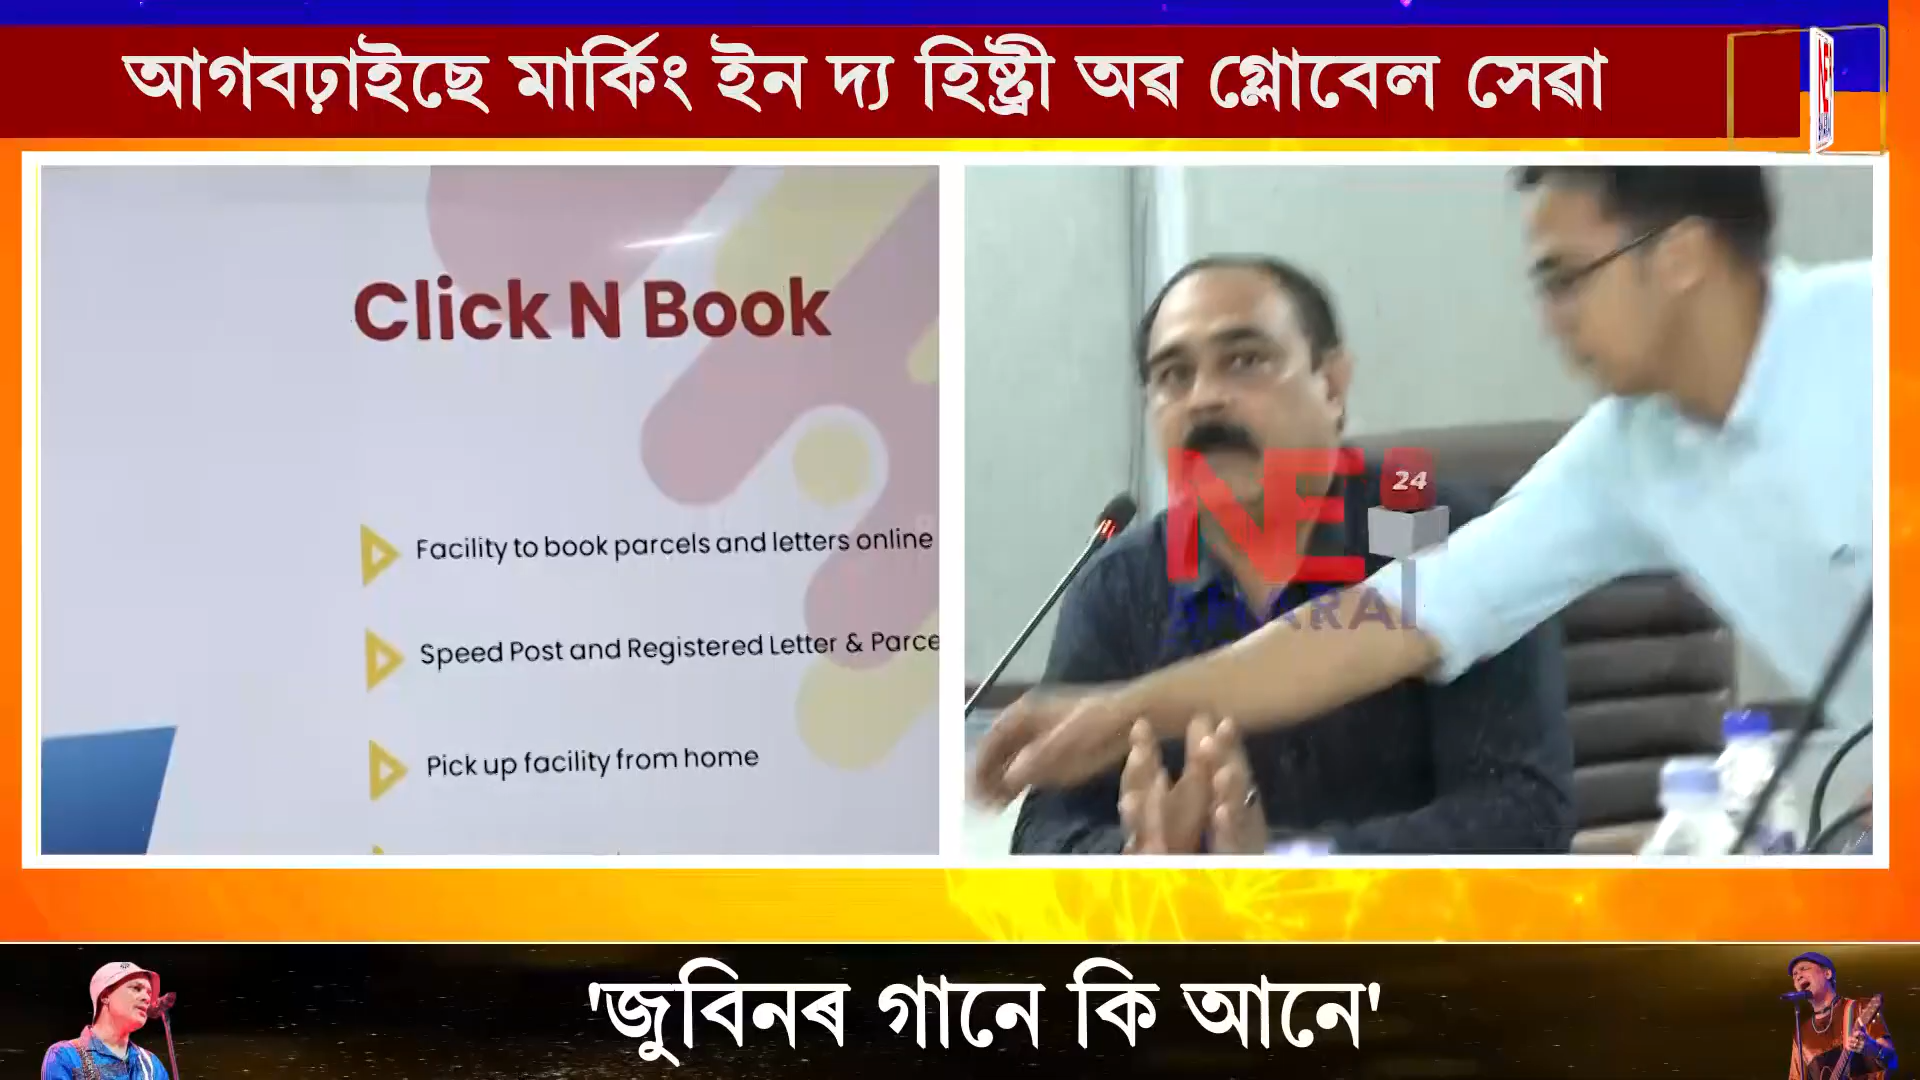 আগবঢ়াইছে মাৰ্কিং ইন দ্য হিষ্ট্ৰী অৱ গ্লোবেল সেৱা
Click N Book
Facility to book parcels and letters online
Speed Post and Registered Letter & Parce
Pick up facility from home
24
NE
BHARAT
'জুবিনৰ গানে কি আনে'